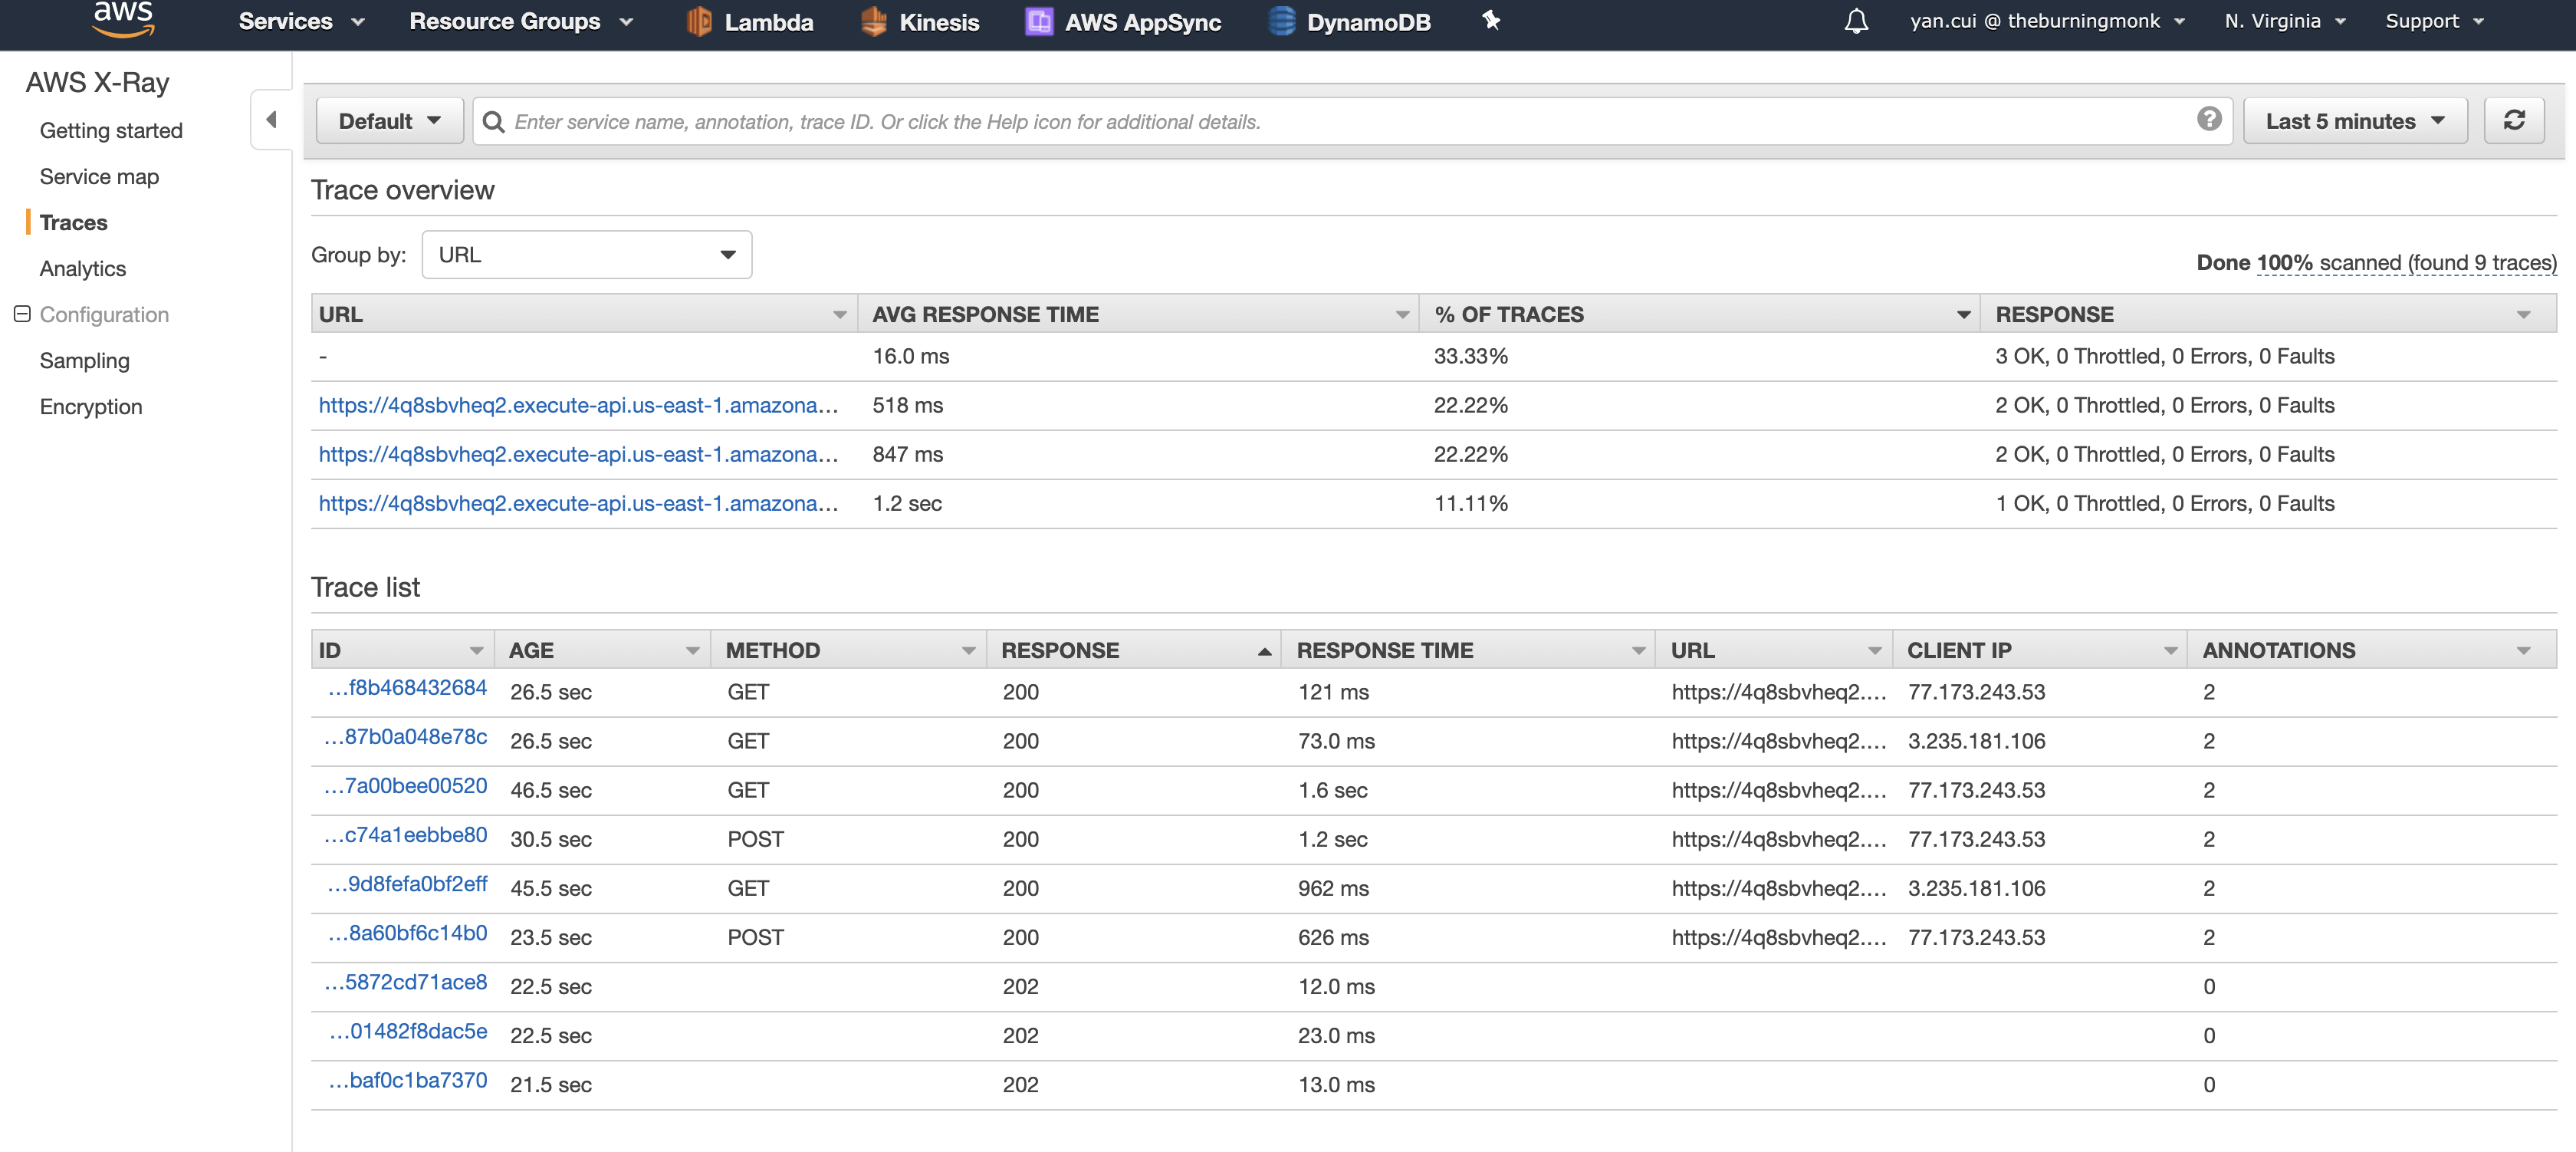 aws Services Resource Groups Lambda Kinesis AWS AppSync DynamoDB yan.cui @ theburningmonk N. Virginia Support
AWS X-Ray
Getting started
Service map
Traces
Analytics
Configuration
Sampling
Encryption
Default Enter service name, annotation, trace ID. Or click the Help icon for additional details. ? Last 5 minutes
Trace overview
Group by: URL
Done 100% scanned (found 9 traces)
URL AVG RESPONSE TIME % OF TRACES RESPONSE
- 16.0 ms 33.33% 3 OK, 0 Throttled, 0 Errors, 0 Faults
https://4q8sbvheq2.execute-api.us-east-1.amazona... 518 ms 22.22% 2 OK, 0 Throttled, 0 Errors, 0 Faults
https://4q8sbvheq2.execute-api.us-east-1.amazona... 847 ms 22.22% 2 OK, 0 Throttled, 0 Errors, 0 Faults
https://4q8sbvheq2.execute-api.us-east-1.amazona... 1.2 sec 11.11% 1 OK, 0 Throttled, 0 Errors, 0 Faults
Trace list
ID AGE METHOD RESPONSE RESPONSE TIME URL CLIENT IP ANNOTATIONS
...f8b468432684 26.5 sec GET 200 121 ms https://4q8sbvheq2.... 77.173.243.53 2
...87b0a048e78c 26.5 sec GET 200 73.0 ms https://4q8sbvheq2.... 3.235.181.106 2
...7a00bee00520 46.5 sec GET 200 1.6 sec https://4q8sbvheq2.... 77.173.243.53 2
...c74a1eebbe80 30.5 sec POST 200 1.2 sec https://4q8sbvheq2.... 77.173.243.53 2
...9d8fefa0bf2eff 45.5 sec GET 200 962 ms https://4q8sbvheq2.... 3.235.181.106 2
...8a60bf6c14b0 23.5 sec POST 200 626 ms https://4q8sbvheq2.... 77.173.243.53 2
...5872cd71ace8 22.5 sec 202 12.0 ms 0
...01482f8dac5e 22.5 sec 202 23.0 ms 0
...baf0c1ba7370 21.5 sec 202 13.0 ms 0